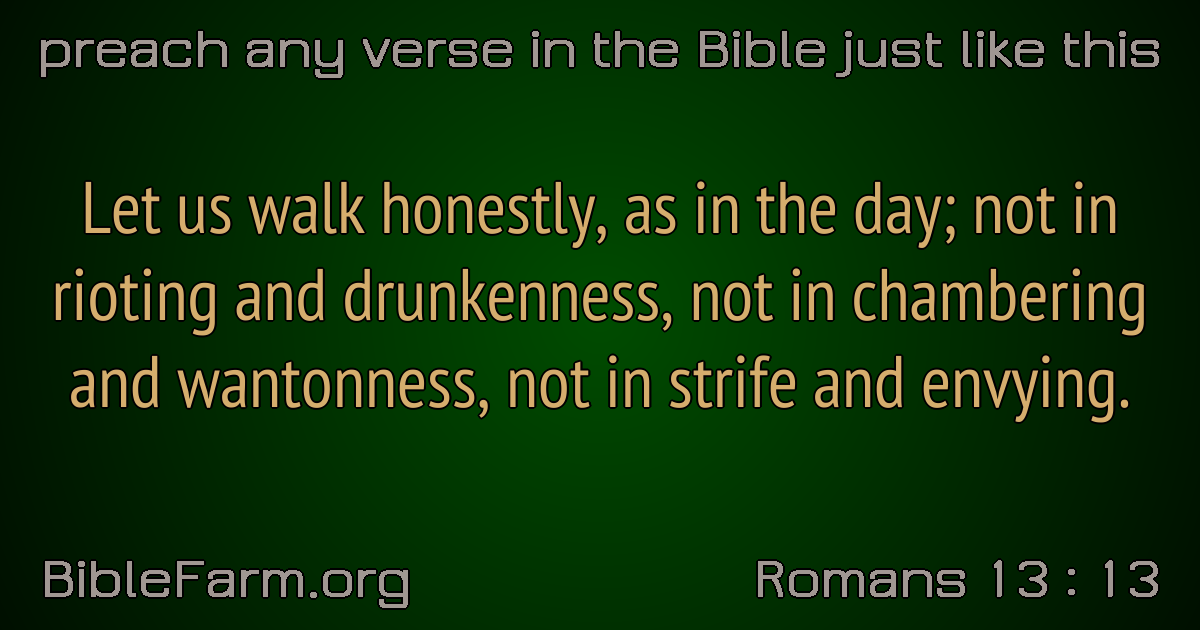 preach any verse in the Bible just like this
Let us walk honestly, as in the day; not in
rioting and drunkenness, not in chambering
and wantonness, not in strife and envying.
BibleFarm.org
Romans 13 : 13